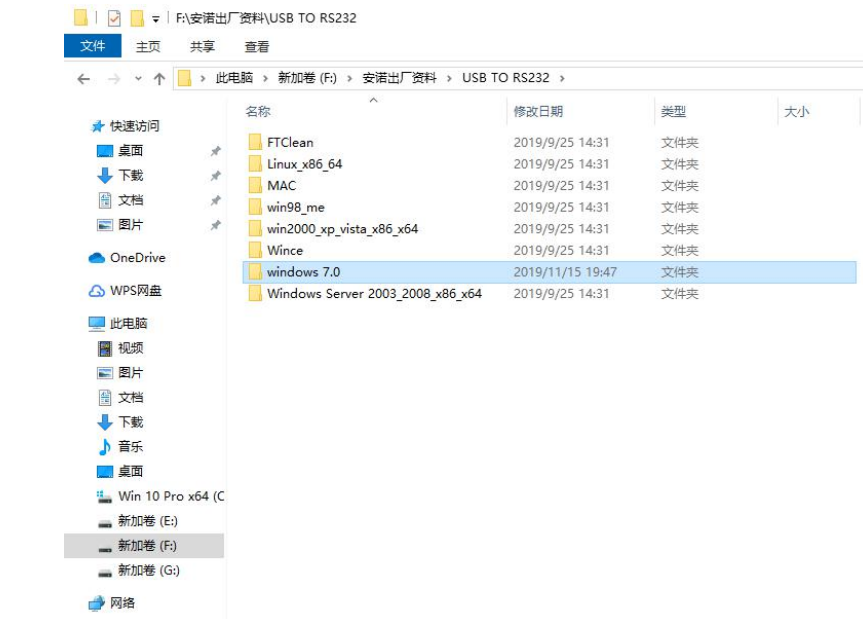 F:\安诺出厂资料\USB TO RS232
文件 主页 共享 查看
此电脑 › 新加卷 (F:) › 安诺出厂资料 › USB TO RS232 ›
名称 修改日期 类型 大小
快速访问
桌面
下载
文档
图片
OneDrive
WPS网盘
此电脑
视频
图片
文档
下载
音乐
桌面
Win 10 Pro x64 (C
新加卷 (E:)
新加卷 (F:)
新加卷 (G:)
网络
FTClean 2019/9/25 14:31 文件夹
Linux_x86_64 2019/9/25 14:31 文件夹
MAC 2019/9/25 14:31 文件夹
win98_me 2019/9/25 14:31 文件夹
win2000_xp_vista_x86_x64 2019/9/25 14:31 文件夹
Wince 2019/9/25 14:31 文件夹
windows 7.0 2019/11/15 19:47 文件夹
Windows Server 2003_2008_x86_x64 2019/9/25 14:31 文件夹